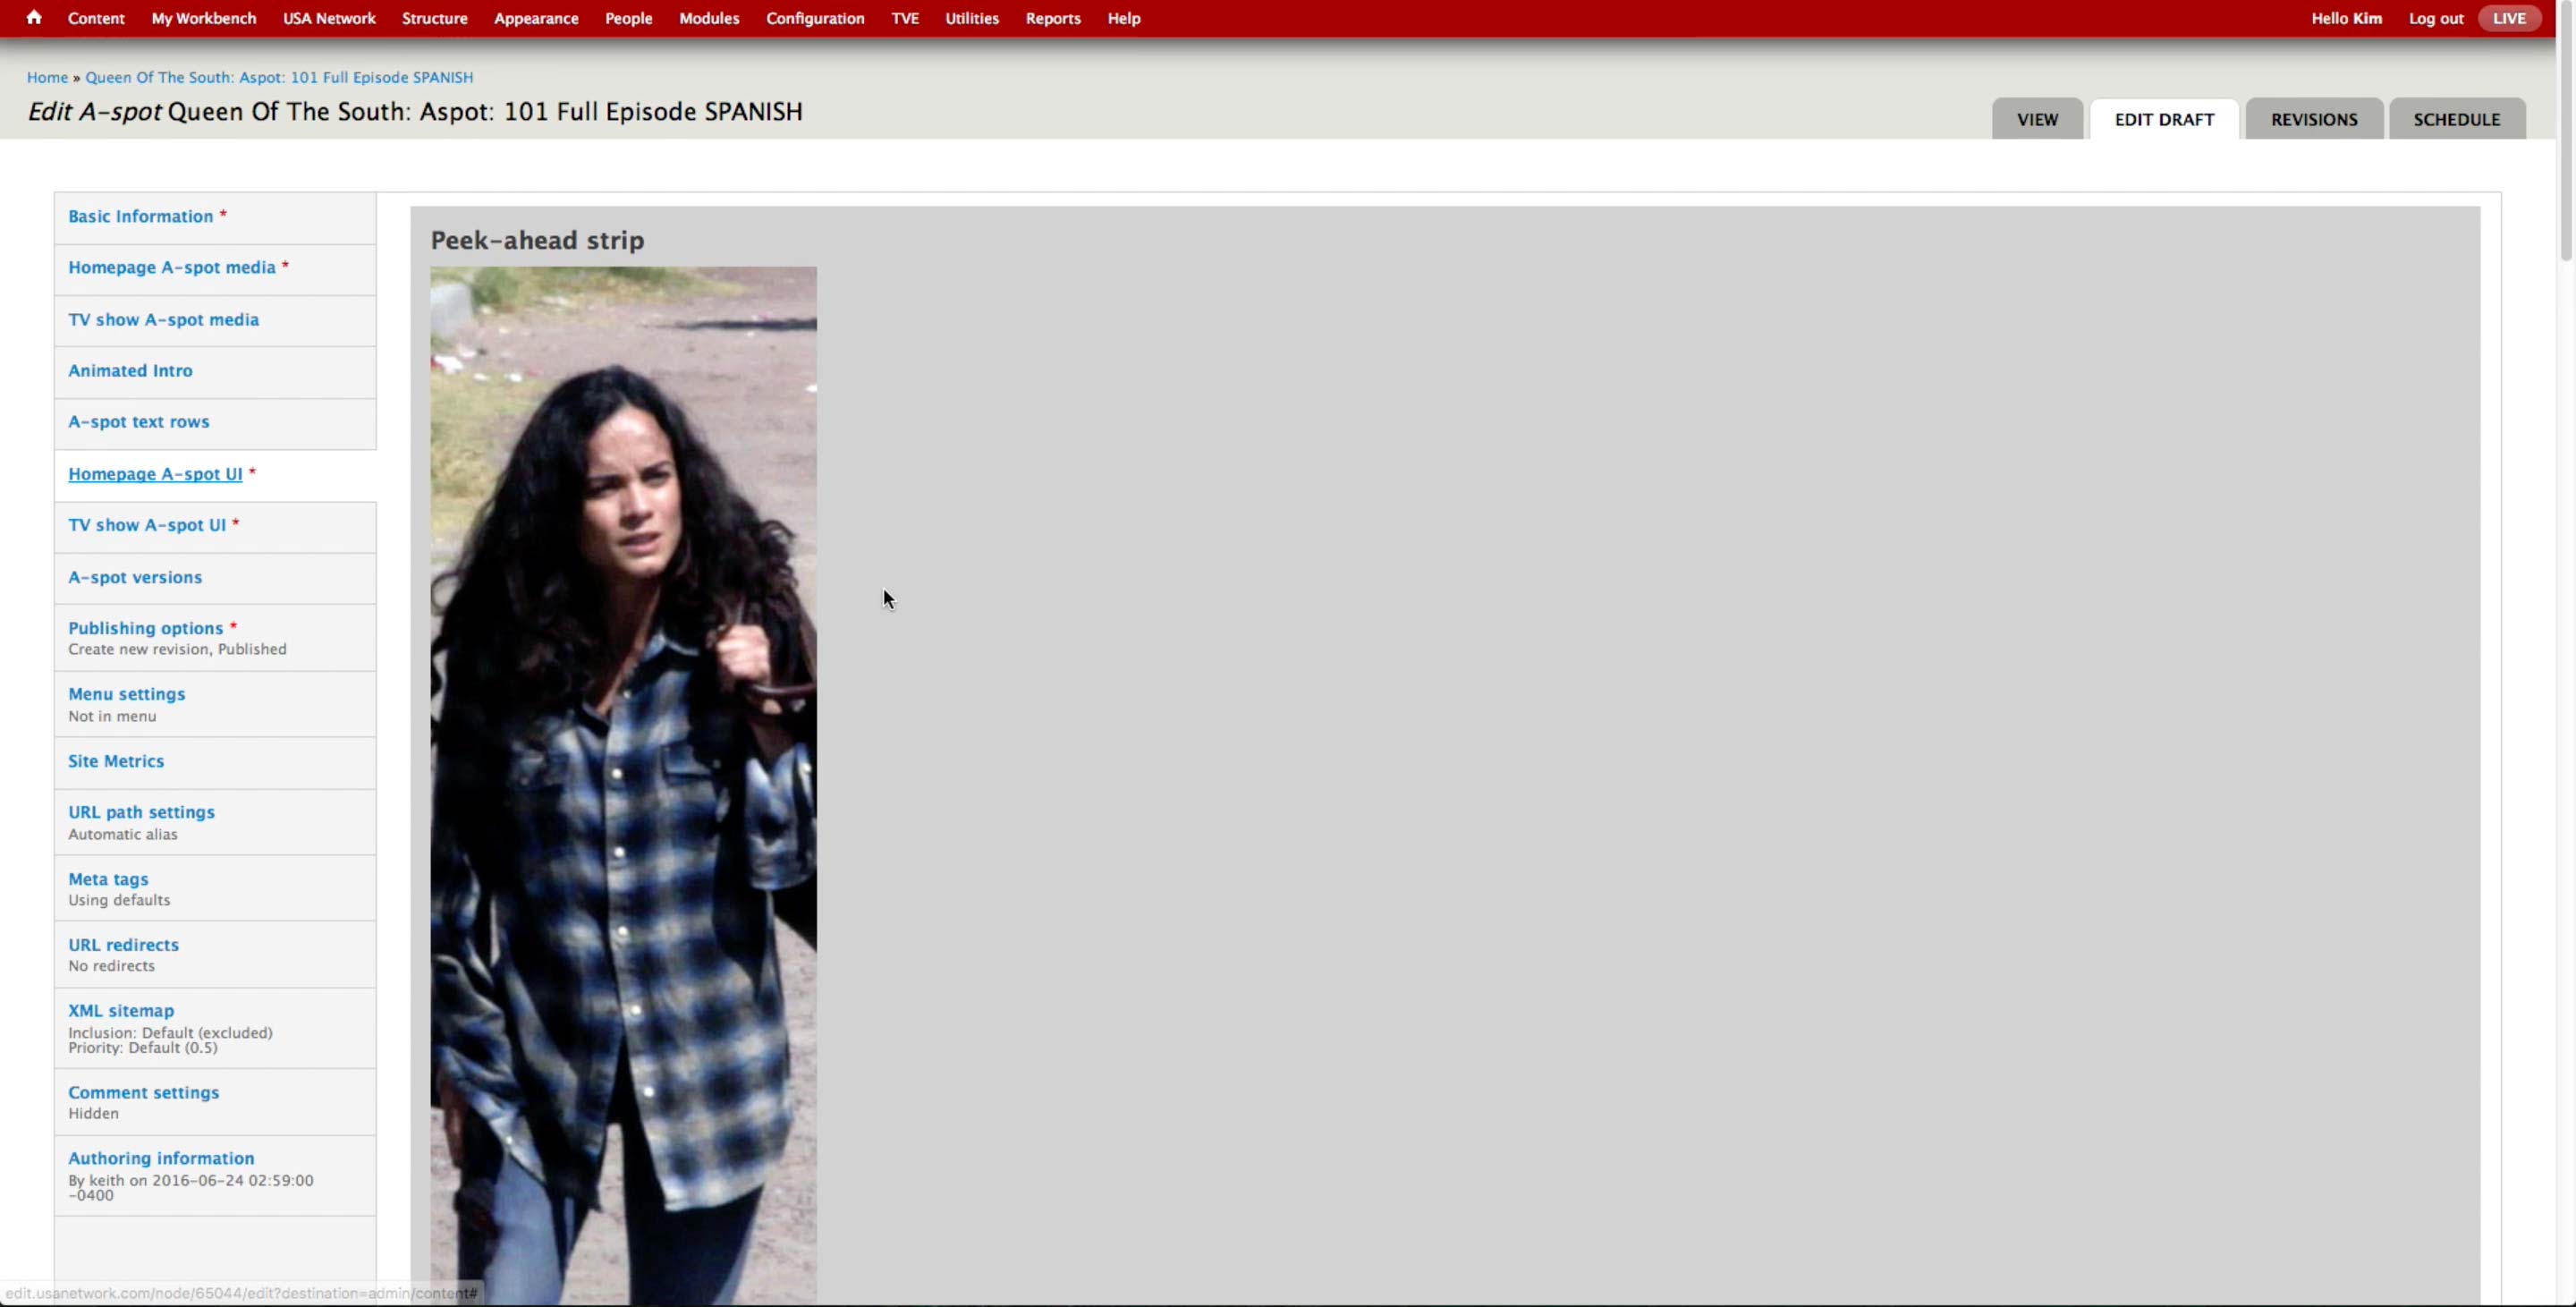 Content My Workbench USA Network Structure Appearance People Modules Configuration TVE Utilities Reports Help Hello Kim Log out LIVE
Home » Queen Of The South: Aspot: 101 Full Episode SPANISH
Edit A-spot Queen Of The South: Aspot: 101 Full Episode SPANISH
VIEW EDIT DRAFT REVISIONS SCHEDULE
Basic Information *
Homepage A-spot media *
TV show A-spot media
Animated Intro
A-spot text rows
Homepage A-spot UI *
TV show A-spot UI *
A-spot versions
Publishing options *
Create new revision, Published
Menu settings
Not in menu
Site Metrics
URL path settings
Automatic alias
Meta tags
Using defaults
URL redirects
No redirects
XML sitemap
Inclusion: Default (excluded)
Priority: Default (0.5)
Comment settings
Hidden
Authoring information
By keith on 2016-06-24 02:59:00
-0400
Peek-ahead strip
edit.usanetwork.com/node/65044/edit?destination=admin/content#